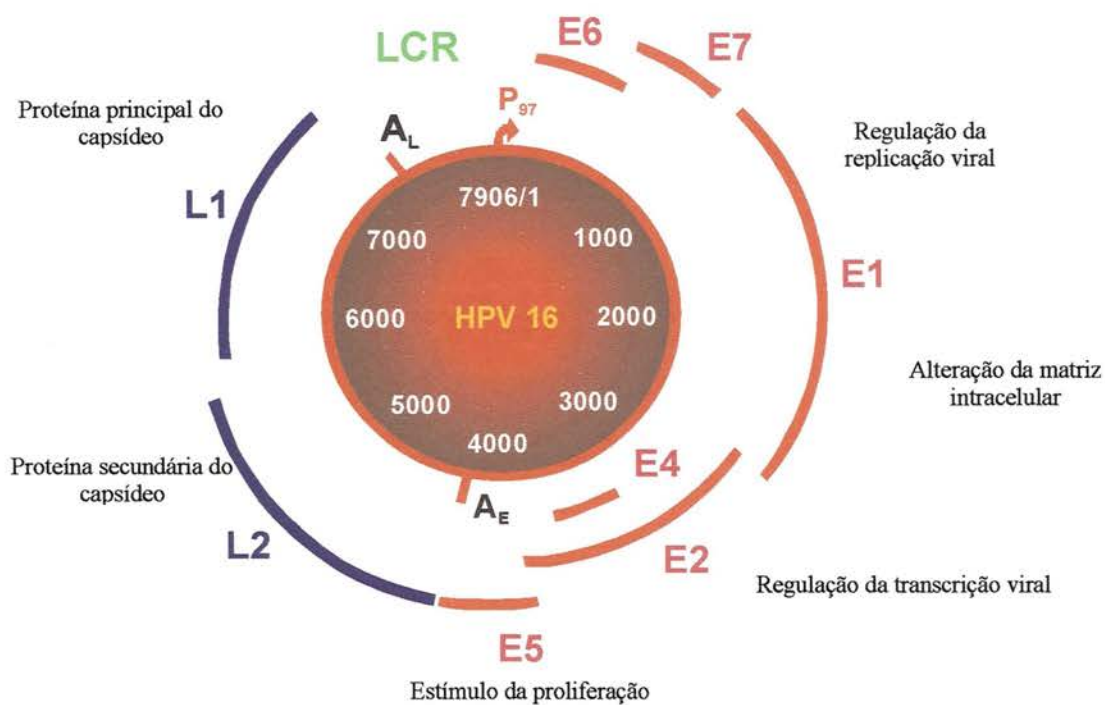 LCR
E6
E7
P97
AL
Proteína principal do
capsídeo
Regulação da
replicação viral
L1
7906/1
7000
1000
E1
6000
HPV 16
2000
Alteração da matriz
intracelular
5000
3000
4000
Proteína secundária do
capsídeo
E4
AE
L2
E2
Regulação da transcrição viral
E5
Estímulo da proliferação